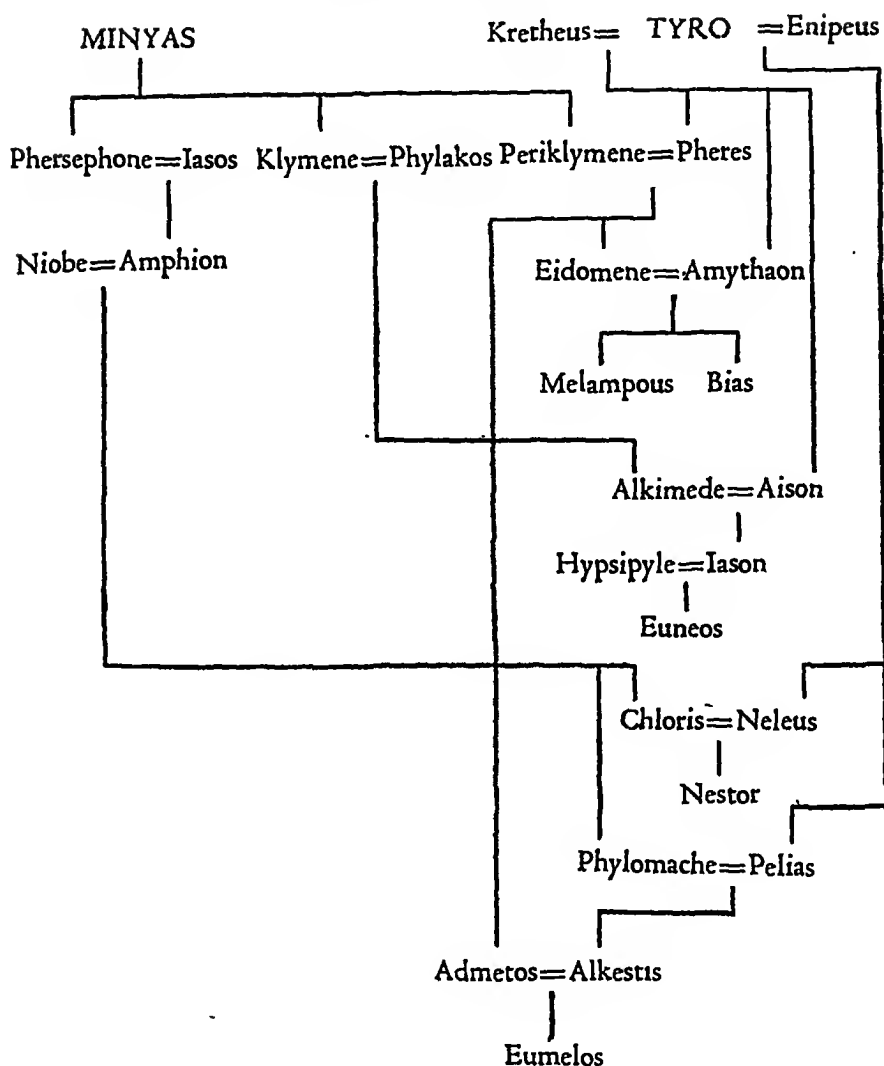 MINYAS Kretheus= TYRO =Enipeus
Phersephone=Iasos Klymene=Phylakos Periklymene=Pheres
Niobe=Amphion Eidomene=Amythaon
Melampous Bias
Alkimede=Aison
Hypsipyle=Iason
Euneos
Chloris=Neleus
Nestor
Phylomache=Pelias
Admetos=Alkestis
Eumelos